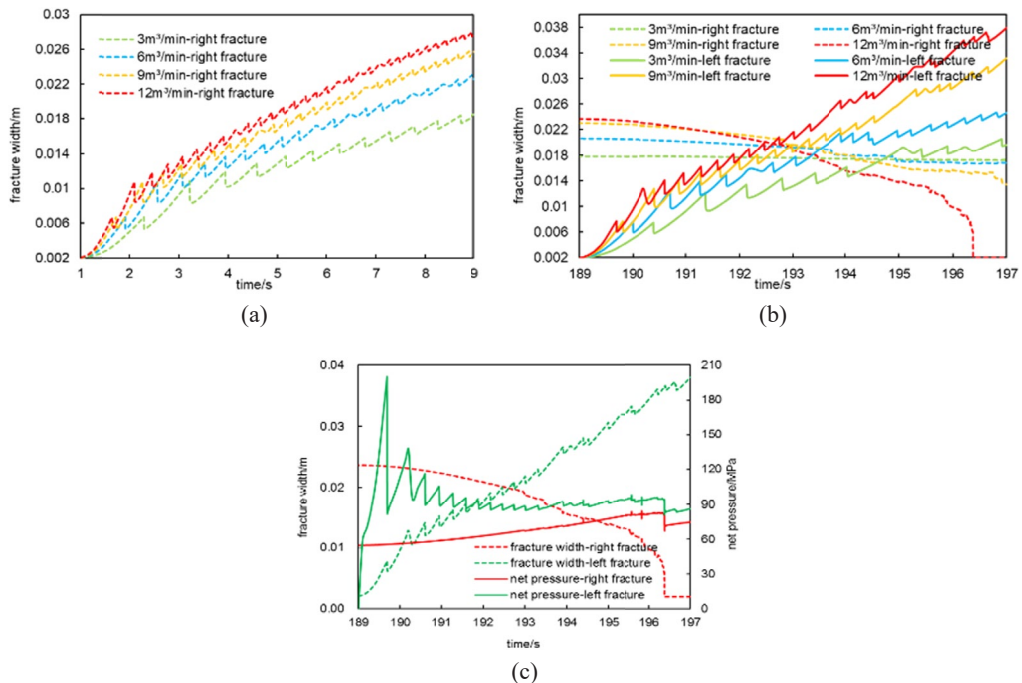 fracture width/m
0.03
0.026
0.022
0.018
0.014
0.01
0.006
0.002
3m³/min-right fracture
6m³/min-right fracture
9m³/min-right fracture
12m³/min-right fracture
1 2 3 4 5 6 7 8 9
time/s
(a)
fracture width/m
0.038
0.034
0.03
0.026
0.022
0.018
0.014
0.01
0.006
0.002
3m³/min-right fracture 6m³/min-right fracture
9m³/min-right fracture 12m³/min-right fracture
3m³/min-left fracture 6m³/min-left fracture
9m³/min-left fracture 12m³/min-left fracture
189 190 191 192 193 194 195 196 197
time/s
(b)
fracture width/m
0.04
0.03
0.02
0.01
0.00
210
180
150
120
90
60
30
0
net pressure/MPa
fracture width-right fracture
fracture width-left fracture
net pressure-right fracture
net pressure-left fracture
189 190 191 192 193 194 195 196 197
time/s
(c)